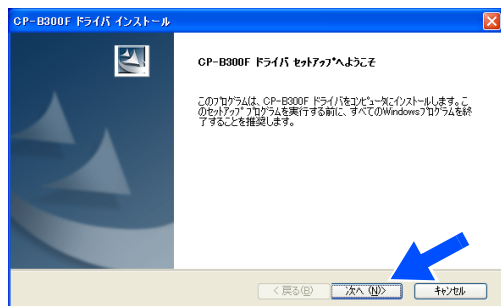 CP-B300F ドライバ インストール
CP-B300F ドライバ セットアップへようこそ
このプログラムは、CP-B300F ドライバをコンピュータにインストールします。こ
のセットアップ プログラムを実行する前に、すべてのWindowsプログラムを終
了することを推奨します。
< 戻る(B) 次へ (N)> キャンセル